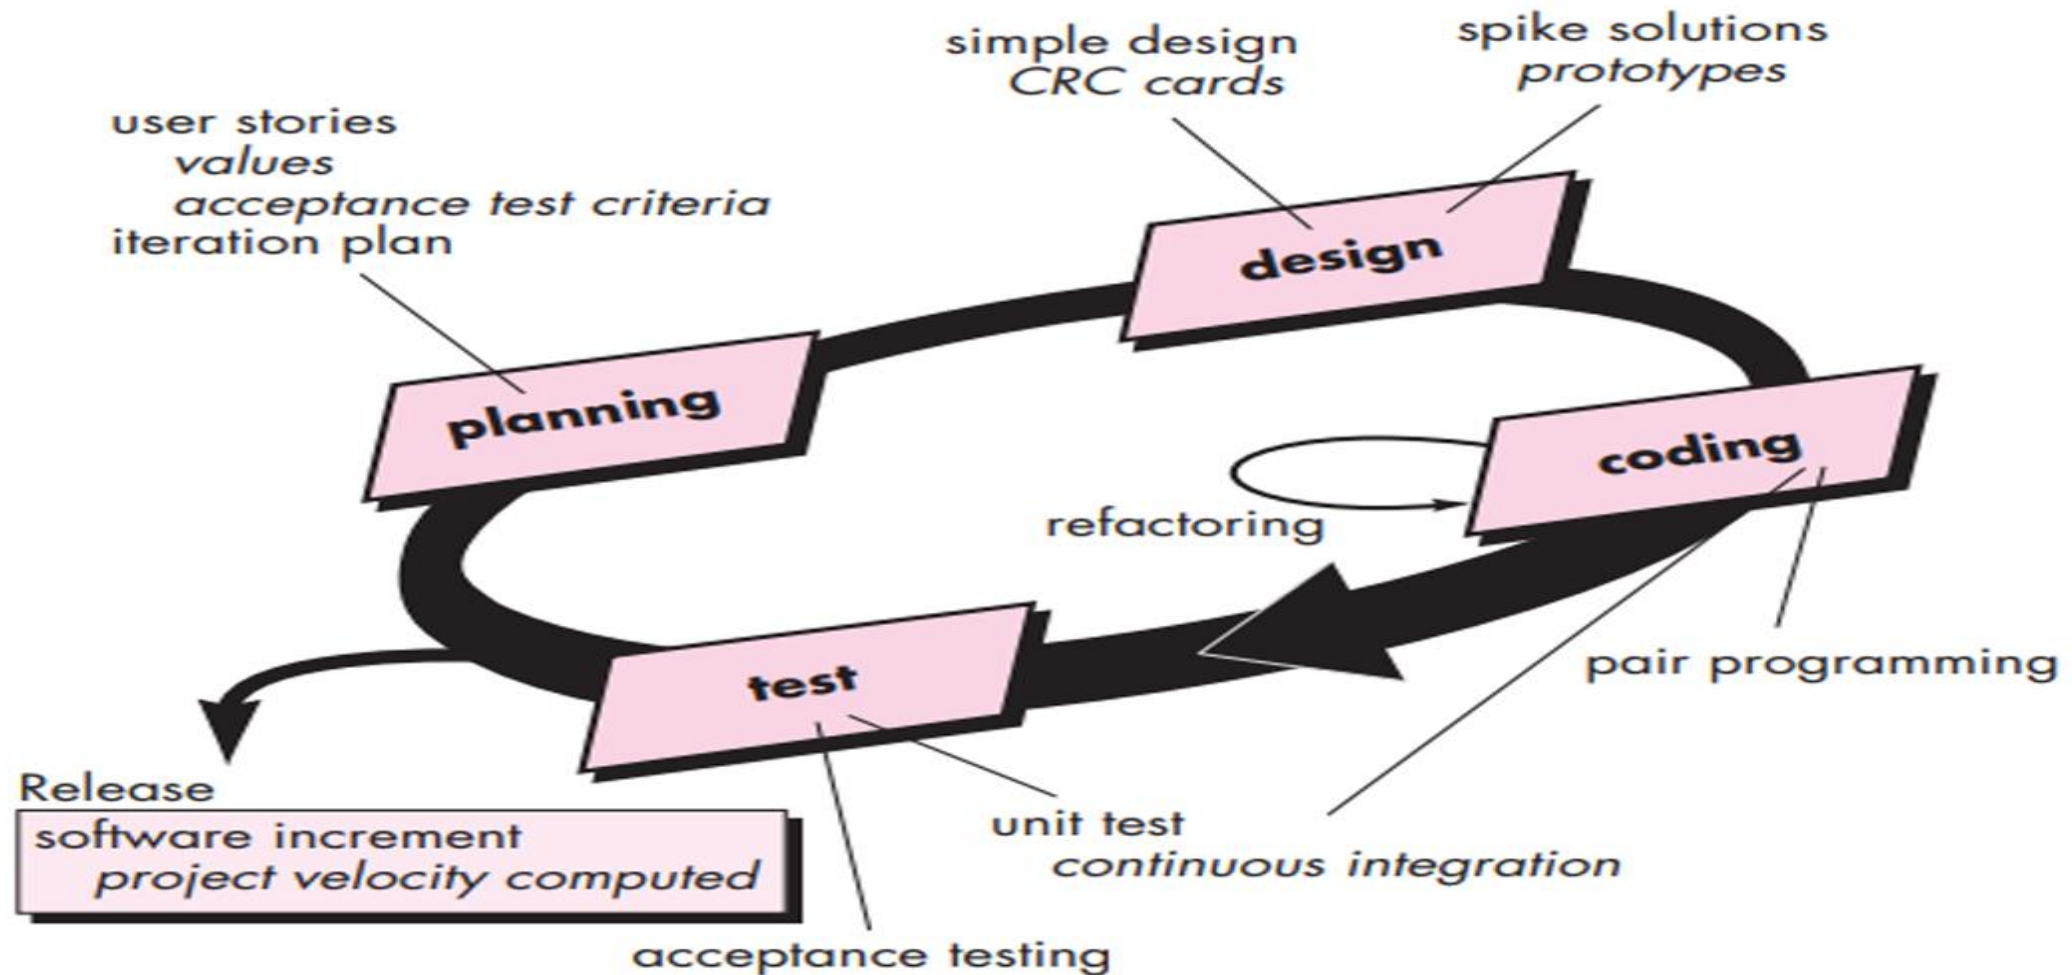 simple design
CRC cards
spike solutions
prototypes
user stories
values
acceptance test criteria
iteration plan
design
planning
coding
refactoring
test
pair programming
Release
software increment
project velocity computed
unit test
continuous integration
acceptance testing